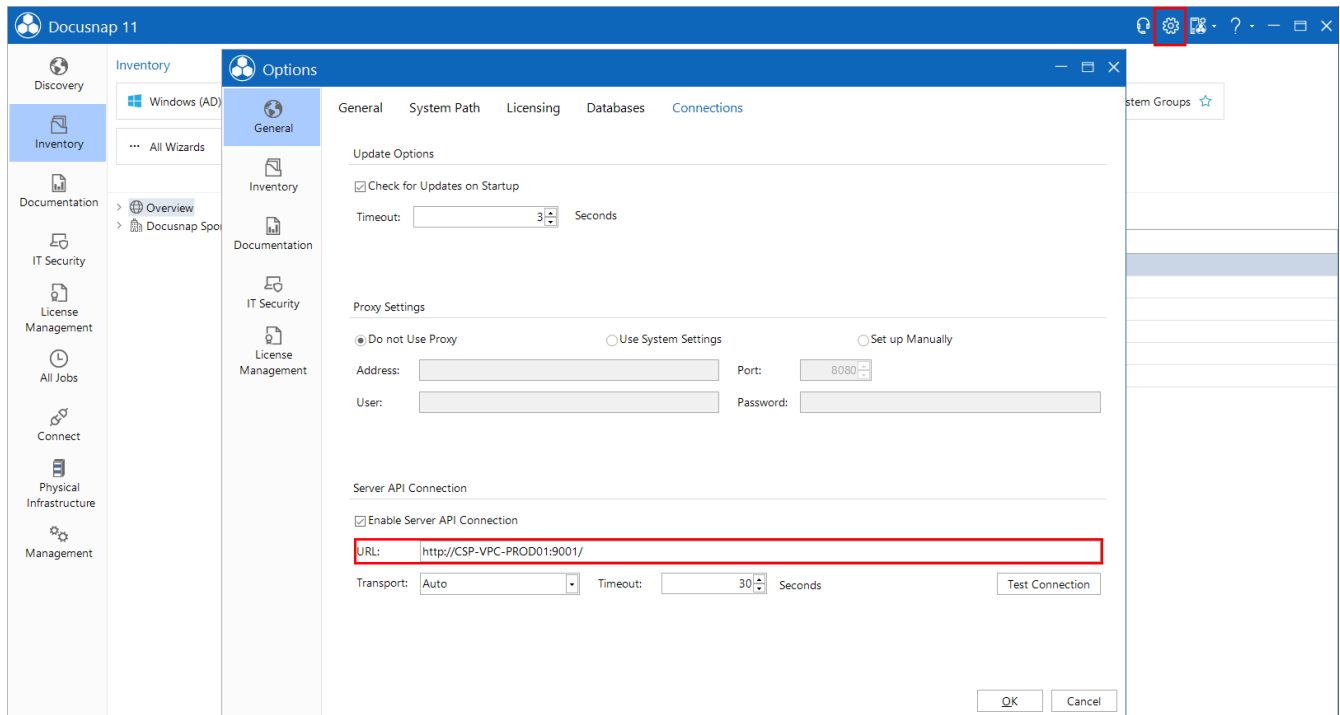 Docusnap 11
?
Discovery
Inventory
Documentation
IT Security
License
Management
All Jobs
Connect
Physical
Infrastructure
Management
Inventory
Windows (AD)
All Wizards
Overview
Docusnap Spo
stem Groups
Options
General
Inventory
Documentation
IT Security
License
Management
General System Path Licensing Databases Connections
Update Options
Check for Updates on Startup
Timeout: 3 Seconds
Proxy Settings
Do not Use Proxy Use System Settings Set up Manually
Address: Port: 8080
User: Password:
Server API Connection
Enable Server API Connection
URL: http://CSP-VPC-PROD01:9001/
Transport: Auto Timeout: 30 Seconds Test Connection
OK Cancel